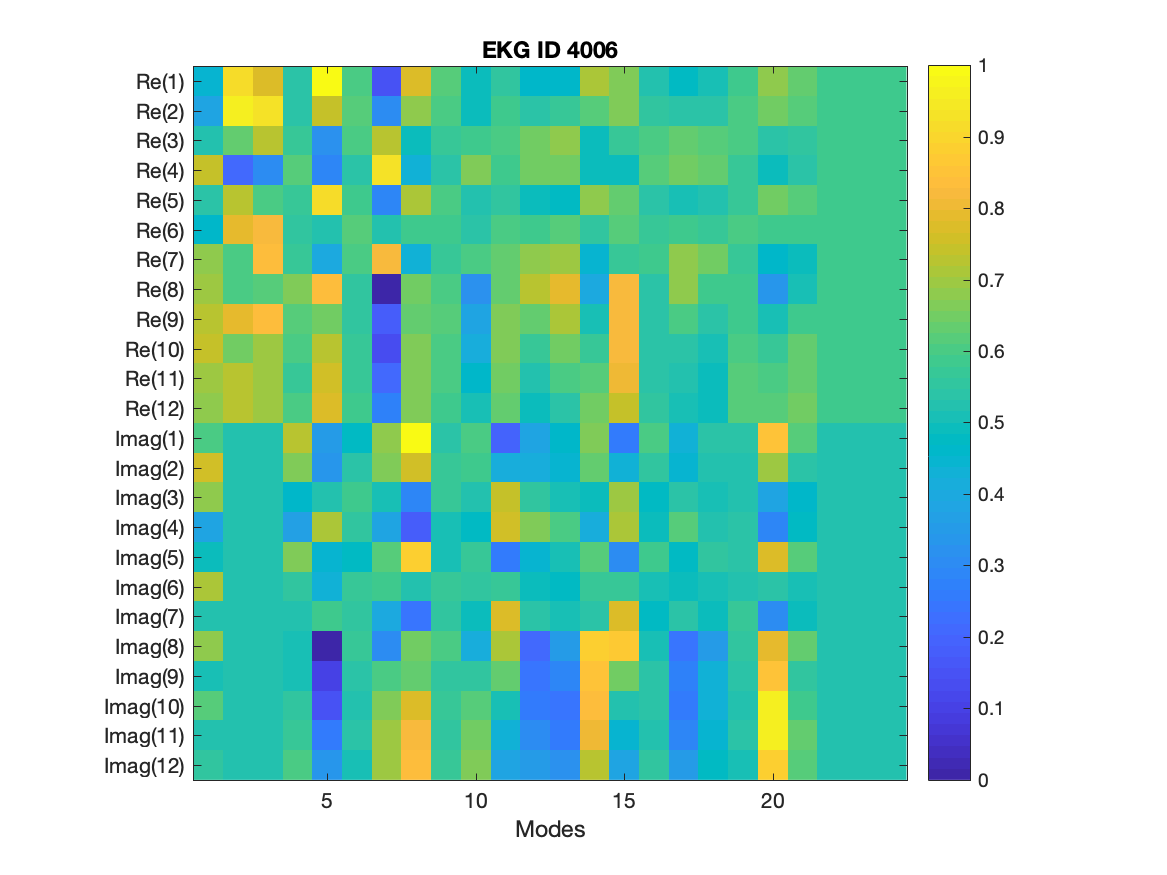 EKG ID 4006
Re(1)
Re(2)
Re(3)
Re(4)
Re(5)
Re(6)
Re(7)
Re(8)
Re(9)
Re(10)
Re(11)
Re(12)
Imag(1)
Imag(2)
Imag(3)
Imag(4)
Imag(5)
Imag(6)
Imag(7)
Imag(8)
Imag(9)
Imag(10)
Imag(11)
Imag(12)
5 10 15 20
Modes
1
0.9
0.8
0.7
0.6
0.5
0.4
0.3
0.2
0.1
0